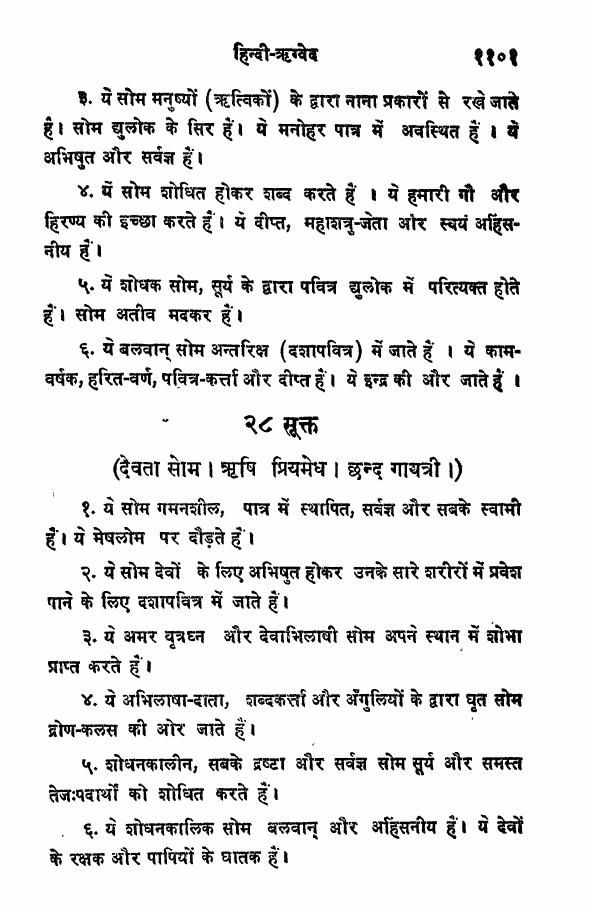 हिन्दी-ऋग्वेद ११०१
३. ये सोम मनुष्यों (ऋत्विकों) के द्वारा नाना प्रकारों से रखे जाते
हैं। सोम द्युलोक के सिर हैं। ये मनोहर पात्र में अवस्थित हैं । ये
अभिषुत और सर्वज्ञ हैं।
४. ये सोम शोधित होकर शब्द करते हैं । ये हमारी गौ और
हिरण्य की इच्छा करते हैं। ये दीप्त, महाशत्रु-जेता और स्वयं अहिंस-
नीय हैं।
५. ये शोधक सोम, सूर्य के द्वारा पवित्र द्युलोक में परित्यक्त होते
हैं। सोम अतीव मदकर हैं।
६. ये बलवान् सोम अन्तरिक्ष (दशापवित्र) में जाते हैं । ये काम-
वर्षक, हरित-वर्ण, पवित्र-कर्त्ता और दीप्त हैं। ये इन्द्र की और जाते हैं ।
२८ सूक्त
(देवता सोम। ऋषि प्रियमेध। छन्द गायत्री।)
१. ये सोम गमनशील, पात्र में स्थापित, सर्वज्ञ और सबके स्वामी
हैं। ये मेषलोम पर दौड़ते हैं।
२. ये सोम देवों के लिए अभिषुत होकर उनके सारे शरीरों में प्रवेश
पाने के लिए दशापवित्र में जाते हैं।
३. ये अमर वृत्रघ्न और देवाभिलाषी सोम अपने स्थान में शोभा
प्राप्त करते हैं।
४. ये अभिलाषा-दाता, शब्दकर्त्ता और अँगुलियों के द्वारा धृत सोम
द्रोण-कलस की ओर जाते हैं।
५. शोधनकालीन, सबके द्रष्टा और सर्वज्ञ सोम सूर्य और समस्त
तेजःपदार्थों को शोधित करते हैं।
६. ये शोधनकालिक सोम बलवान् और अहिंसनीय हैं। ये देवों
के रक्षक और पापियों के घातक हैं।